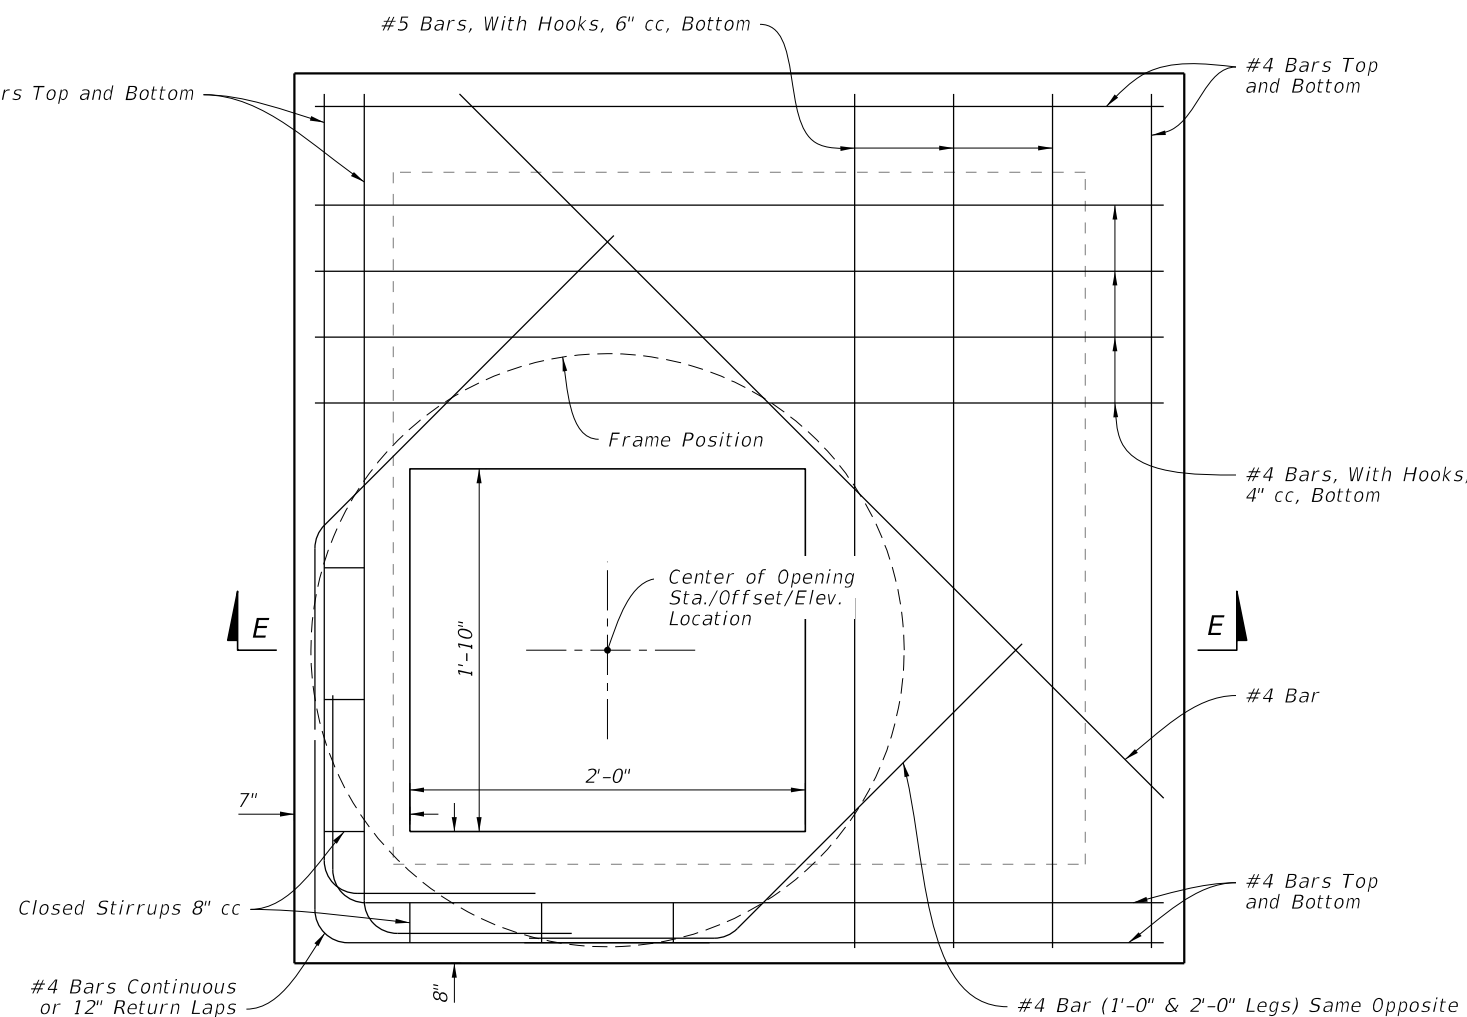 #5 Bars, With Hooks, 6" cc, Bottom
#4 Bars Top
and Bottom
rs Top and Bottom
Frame Position
#4 Bars, With Hooks,
4" cc, Bottom
Center of Opening
Sta./Offset/Elev.
Location
E
E
1'-10"
#4 Bar
2'-0"
7"
#4 Bars Top
and Bottom
Closed Stirrups 8" cc
#4 Bars Continuous
or 12" Return Laps
8"
#4 Bar (1'-0" & 2'-0" Legs) Same Opposite